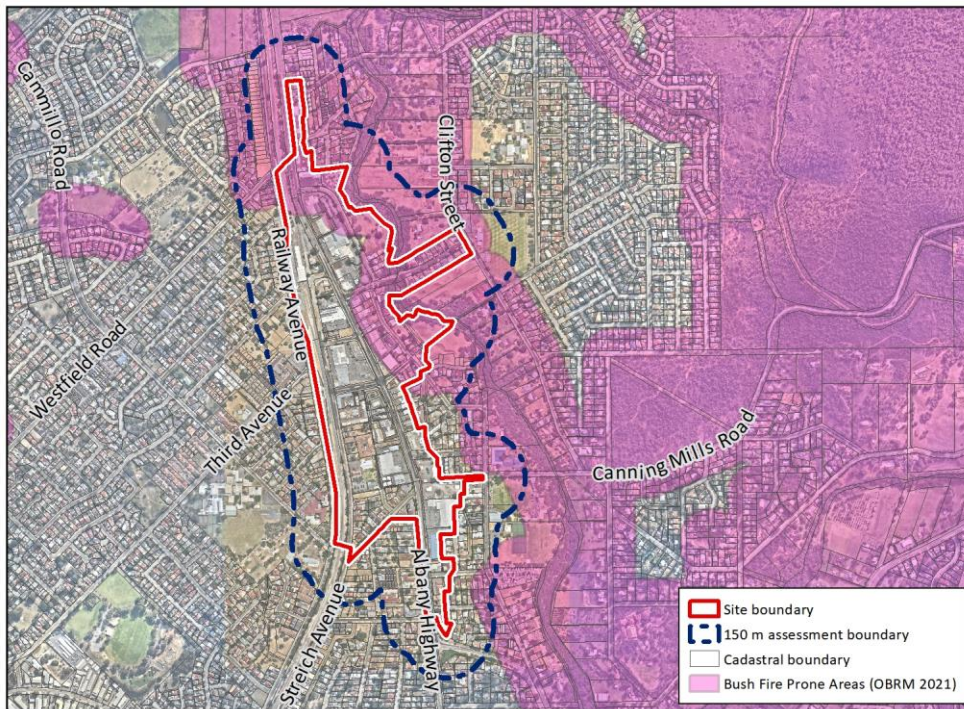 Cammillo Road
Clifton Street
Railway Avenue
Westfield Road
Third Avenue
Canning Mills Road
Streich Avenue
Albany Highway
Site boundary
150 m assessment boundary
Cadastral boundary
Bush Fire Prone Areas (OBRM 2021)